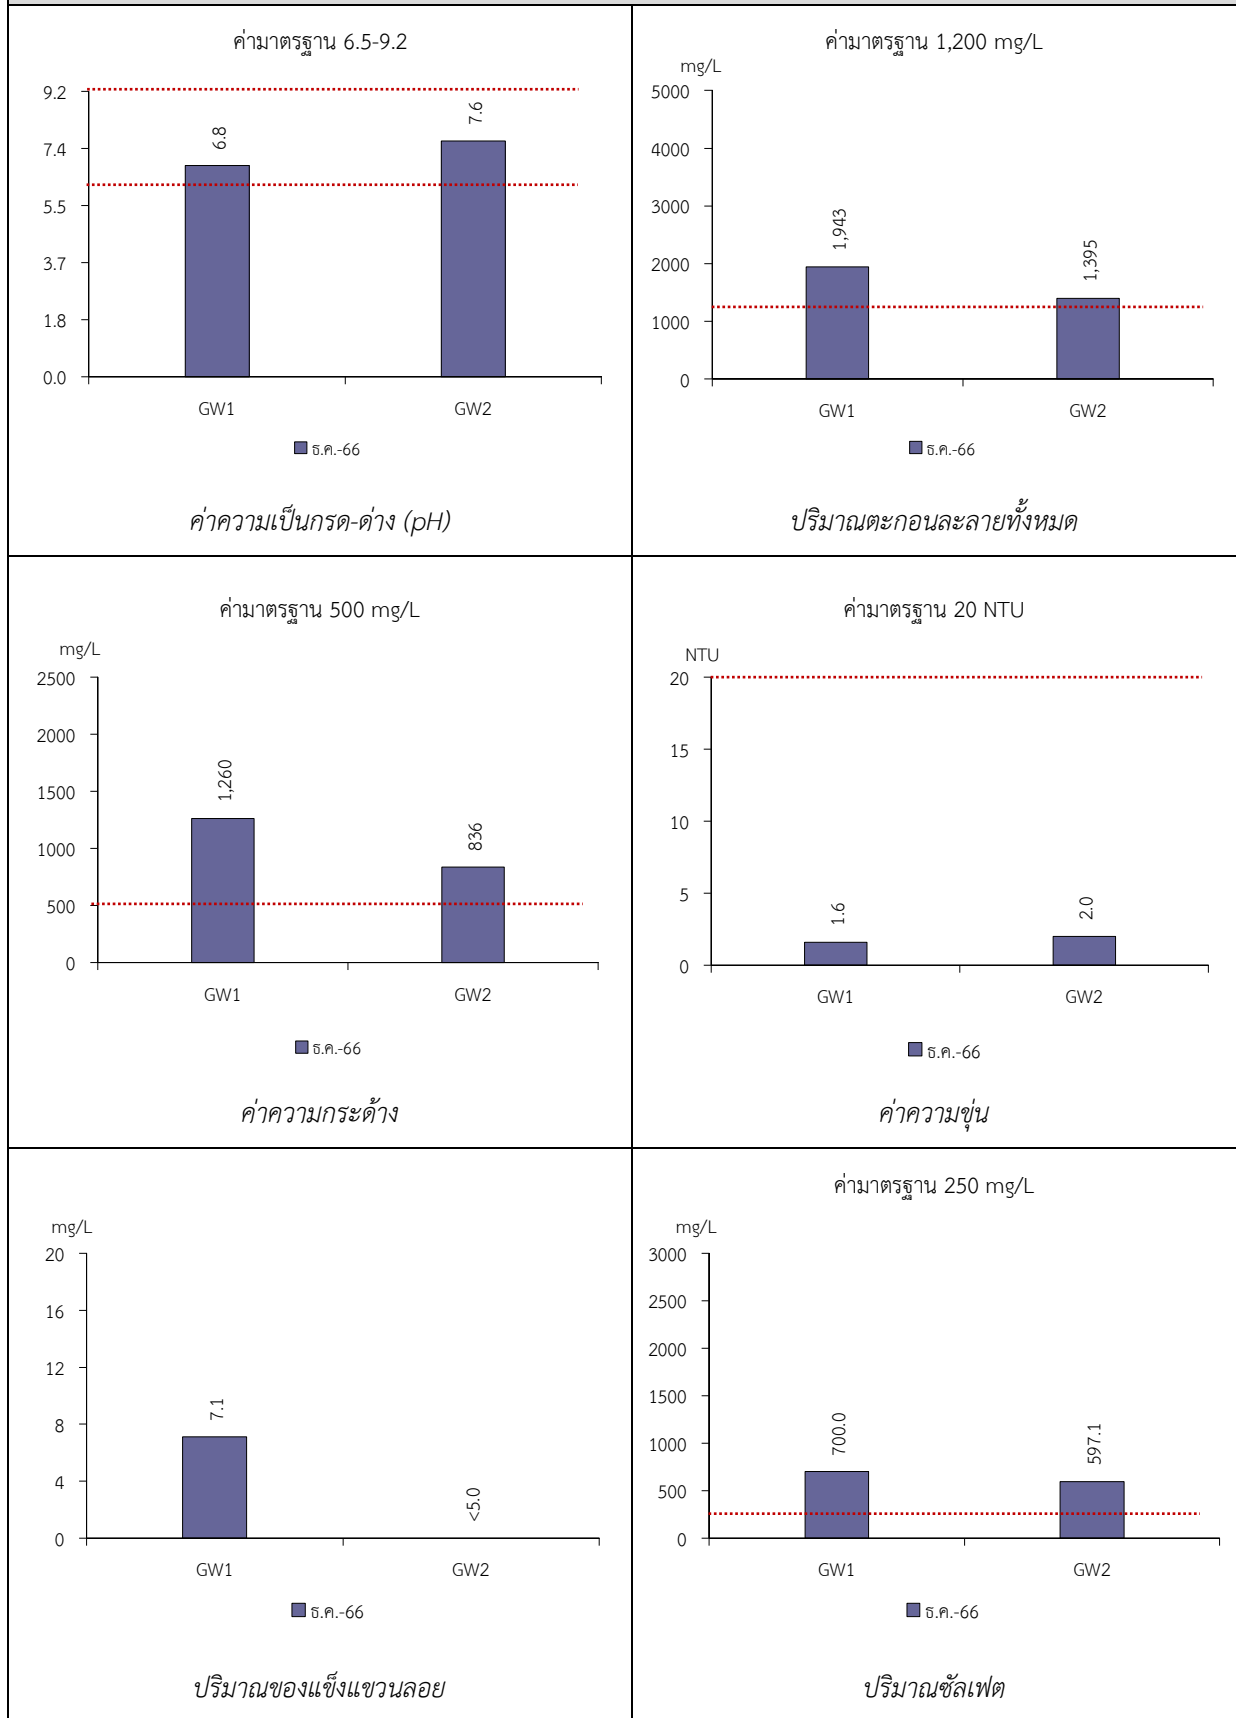 ค่ามาตรฐาน 6.5-9.2
9.2
7.4
5.5
3.7
1.8
0.0
6.8
7.6
GW1
GW2
ธ.ค.-66
ค่าความเป็นกรด-ด่าง (pH)
ค่ามาตรฐาน 1,200 mg/L
mg/L
5000
4000
3000
2000
1000
0
1,943
1,395
GW1
GW2
ธ.ค.-66
ปริมาณตะกอนละลายทั้งหมด
ค่ามาตรฐาน 500 mg/L
mg/L
2500
2000
1500
1000
500
0
1,260
836
GW1
GW2
ธ.ค.-66
ค่าความกระด้าง
ค่ามาตรฐาน 20 NTU
NTU
20
15
10
5
0
1.6
2.0
GW1
GW2
ธ.ค.-66
ค่าความขุ่น
mg/L
20
16
12
8
4
0
7.1
<5.0
GW1
GW2
ธ.ค.-66
ปริมาณของแข็งแขวนลอย
ค่ามาตรฐาน 250 mg/L
mg/L
3000
2500
2000
1500
1000
500
0
700.0
597.1
GW1
GW2
ธ.ค.-66
ปริมาณซัลเฟต